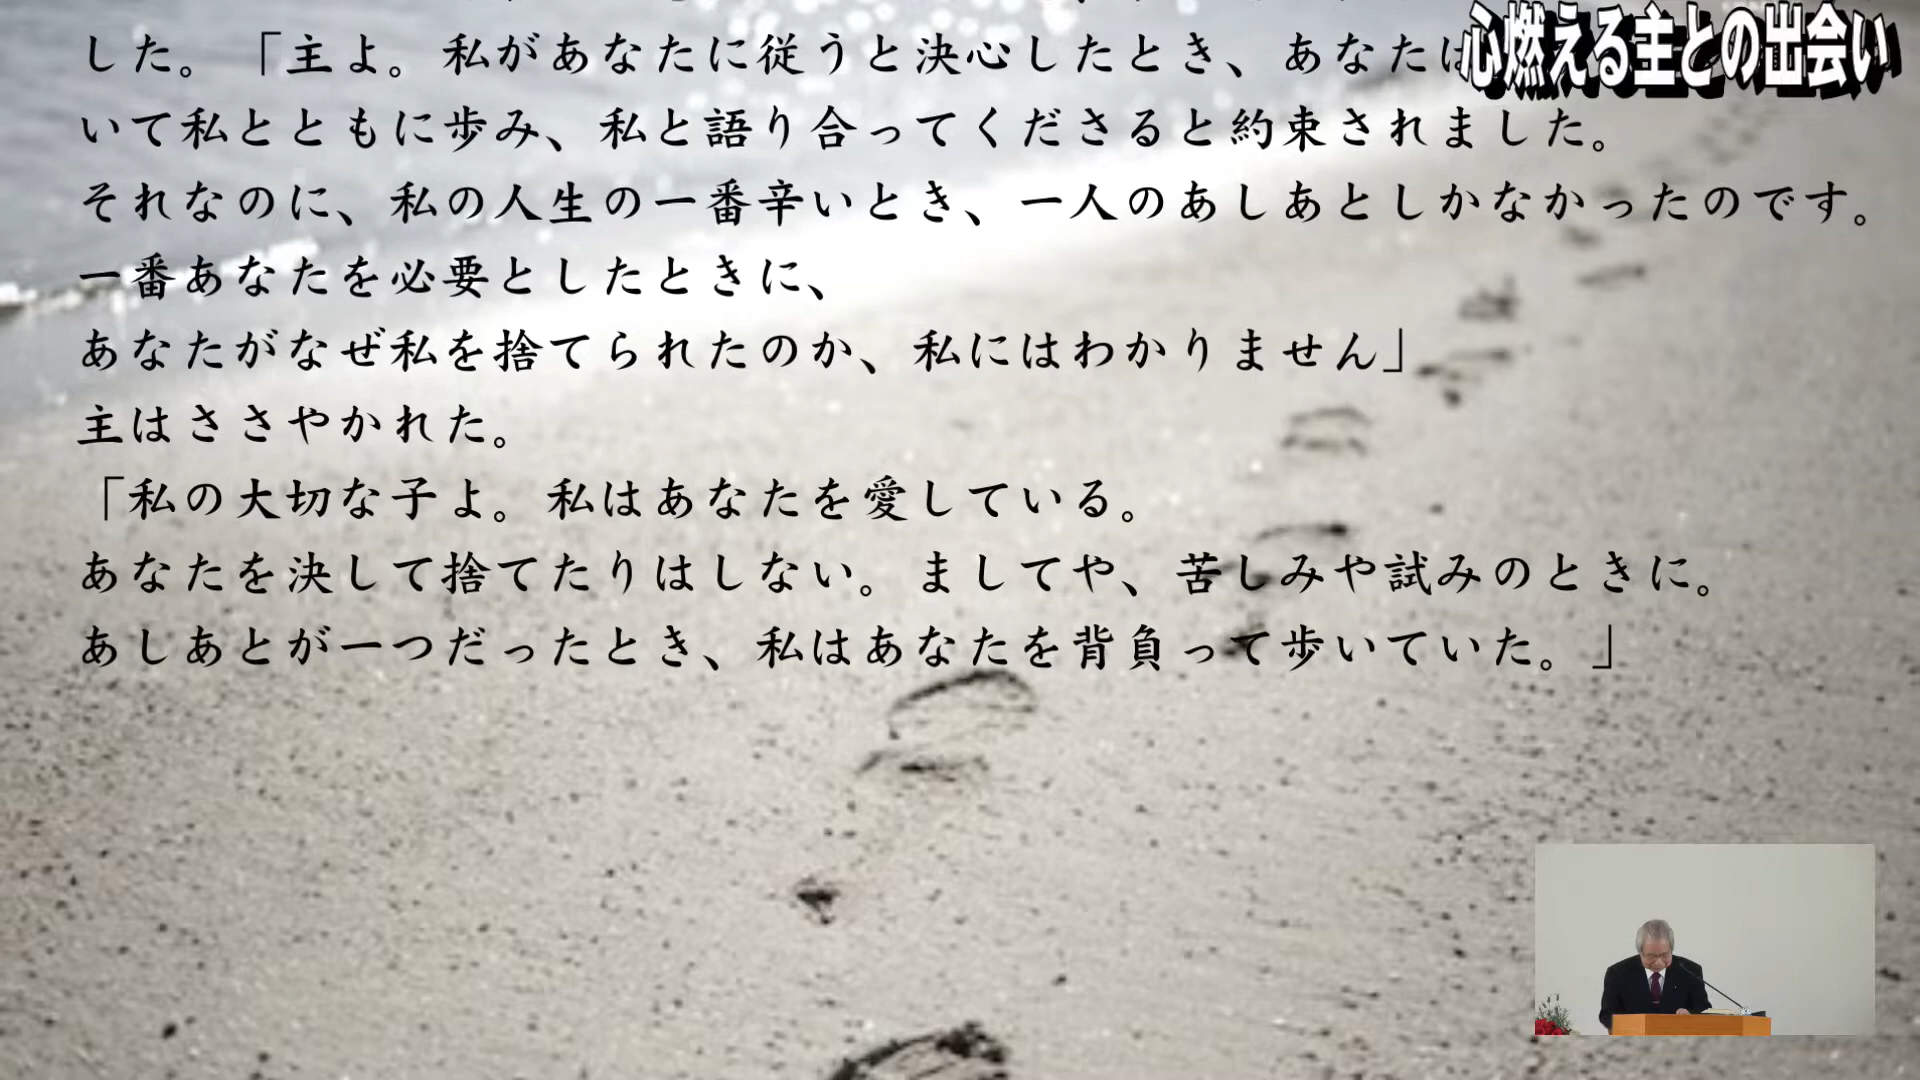 心燃える主との出会い
した。「主よ。私があなたに従うと決心したとき、あなたは
いて私とともに歩み、私と語り合ってくださると約束されました。
それなのに、私の人生の一番辛いとき、一人のあしあとしかなかったのです。
一番あなたを必要としたときに、
あなたがなぜ私を捨てられたのか、私にはわかりません」
主はささやかれた。
「私の大切な子よ。私はあなたを愛している。
あなたを決して捨てたりはしない。ましてや、苦しみや試みのときに。
あしあとが一つだったとき、私はあなたを背負って歩いていた。」